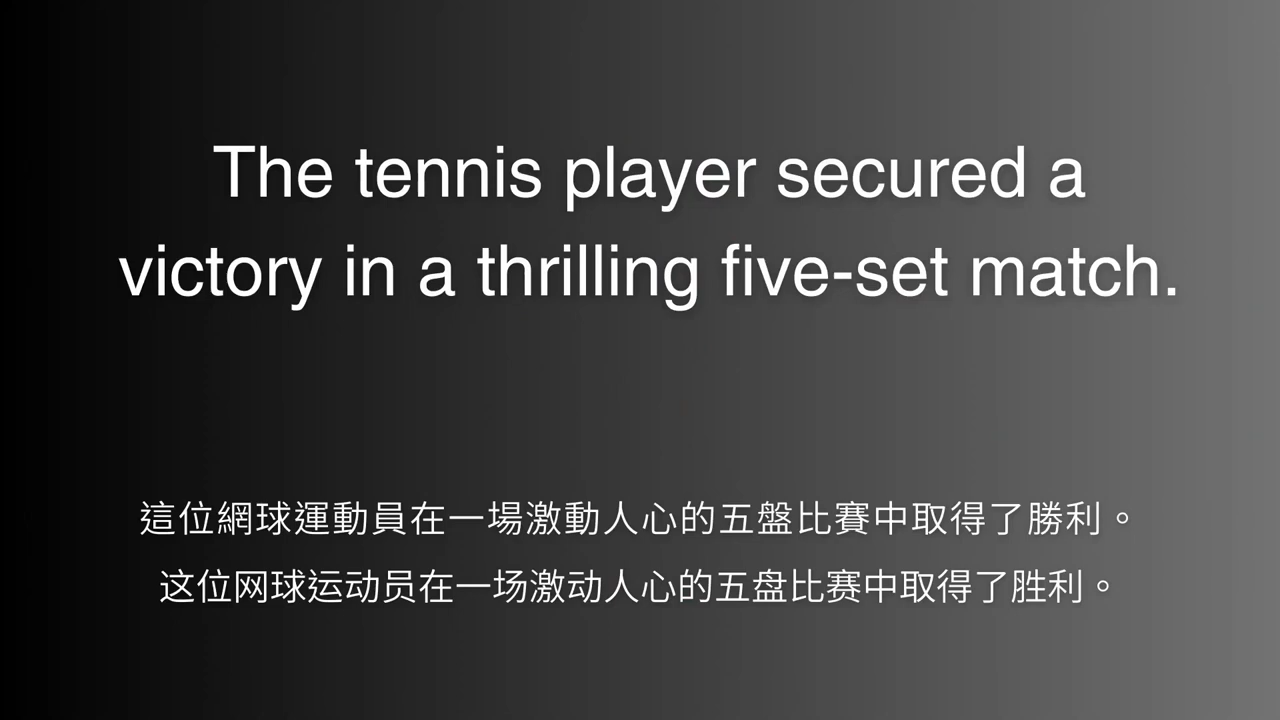 The tennis player secured a
victory in a thrilling five-set match.
這位網球運動員在一場激動人心的五盤比賽中取得了勝利。
这位网球运动员在一场激动人心的五盘比赛中取得了胜利。